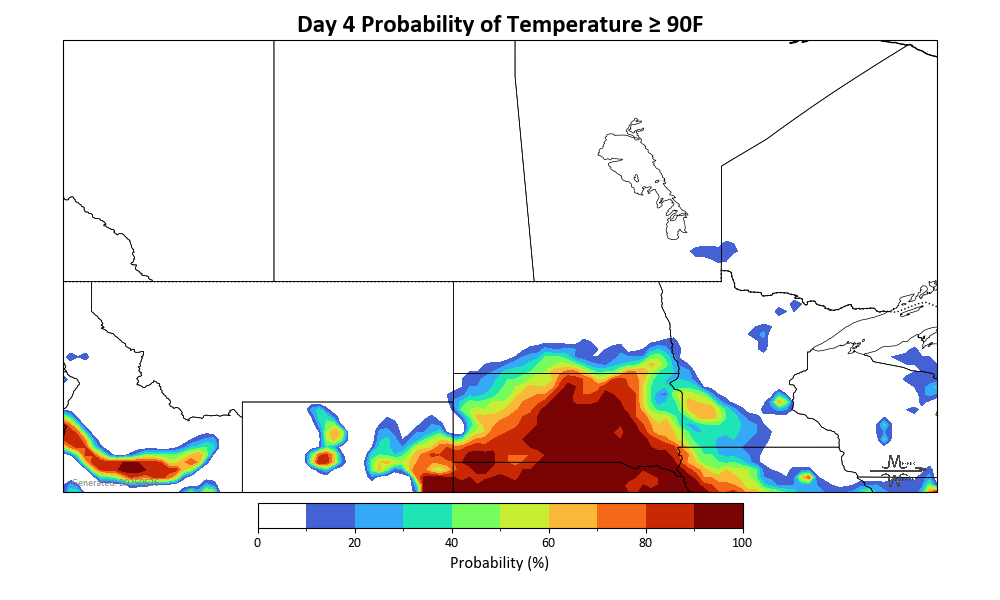 Day 4 Probability of Temperature ≥ 90F
M
W
0 20 40 60 80 100
Probability (%)